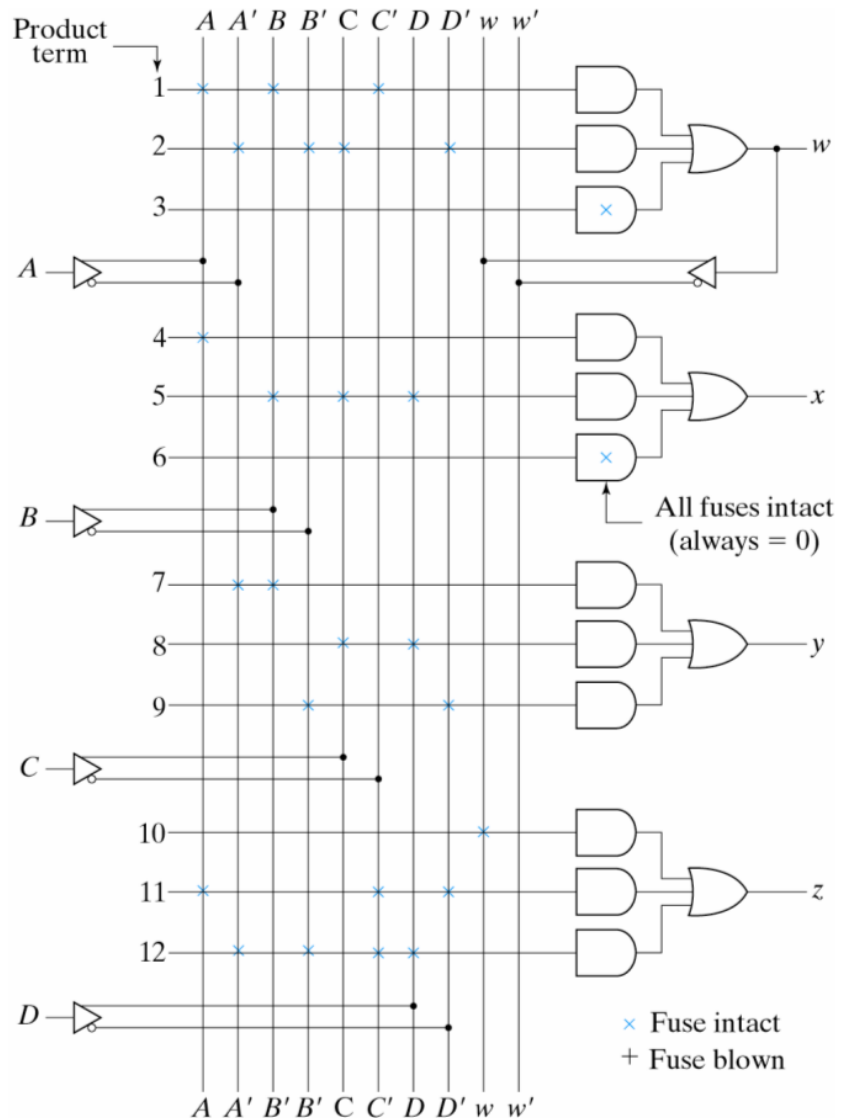 A A′ B B′ C C′ D D′ w w′
Product
term
1
2
w
3
A
4
5
x
6
B
All fuses intact
(always = 0)
7
8
y
9
C
10
11
z
12
D
× Fuse intact
+ Fuse blown
A A′ B′ B′ C C′ D D′ w w′